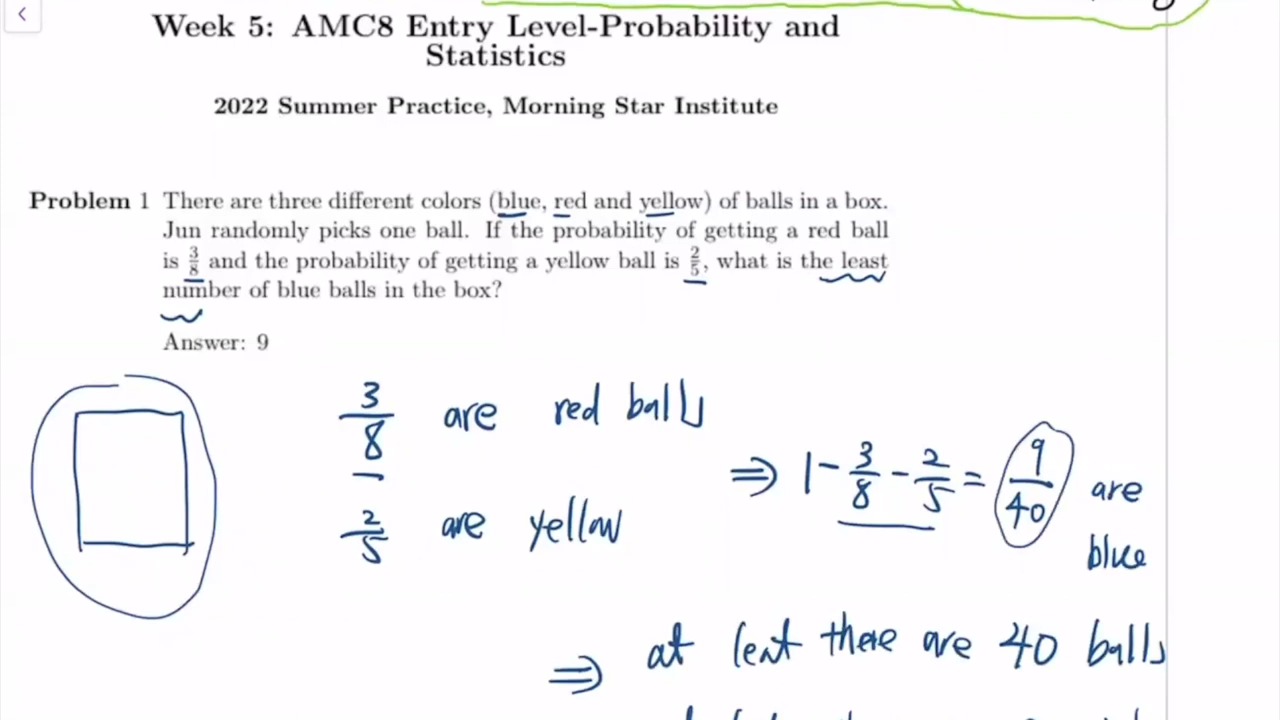 Week 5: AMC8 Entry Level-Probability and
Statistics
2022 Summer Practice, Morning Star Institute
Problem 1 There are three different colors (blue, red and yellow) of balls in a box.
Jun randomly picks one ball. If the probability of getting a red ball
is 3/8 and the probability of getting a yellow ball is 2/5, what is the least
number of blue balls in the box?
Answer: 9
3/8 are red balls
⇒ 1 - 3/8 - 2/5 = 9/40 are
blue
2/5 are yellow
⇒ at lest there are 40 balls